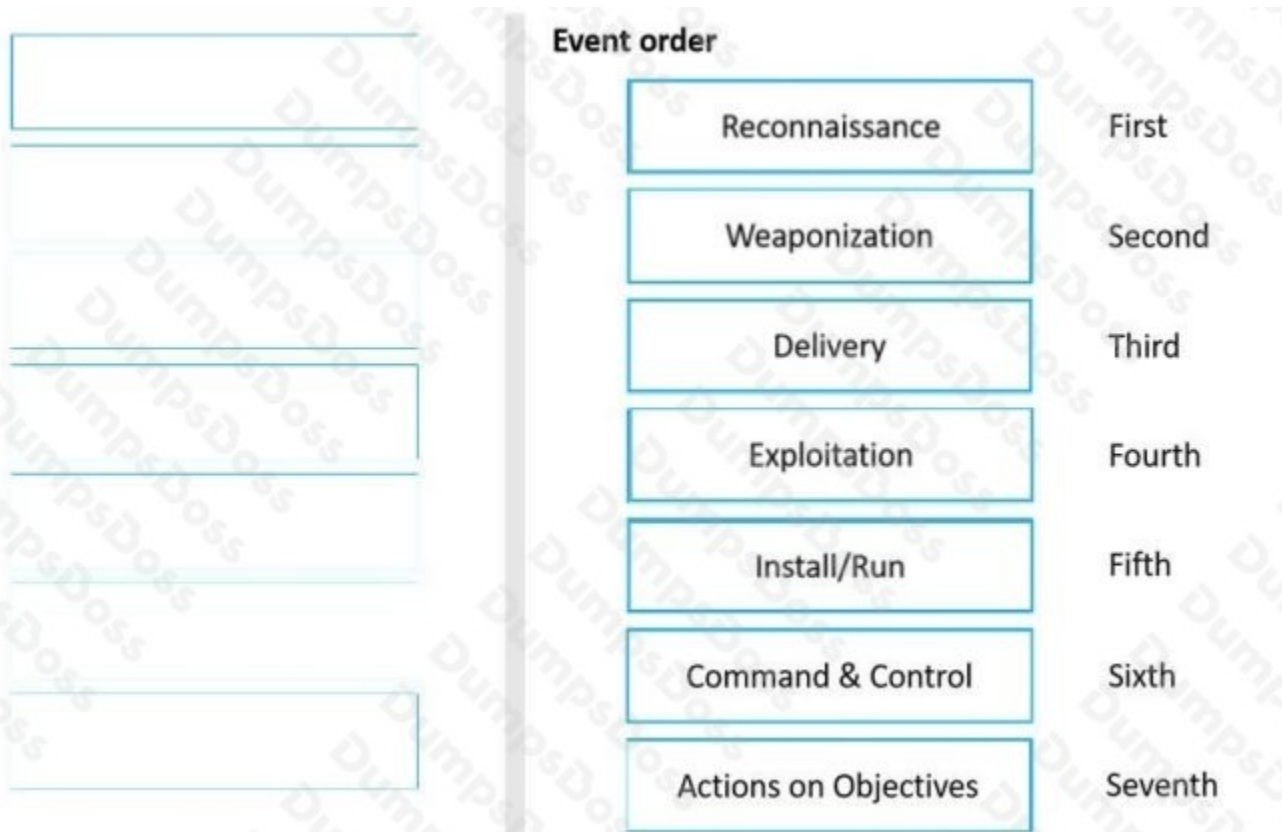 Event order
Reconnaissance First
Weaponization Second
Delivery Third
Exploitation Fourth
Install/Run Fifth
Command & Control Sixth
Actions on Objectives Seventh
DumpsDoss